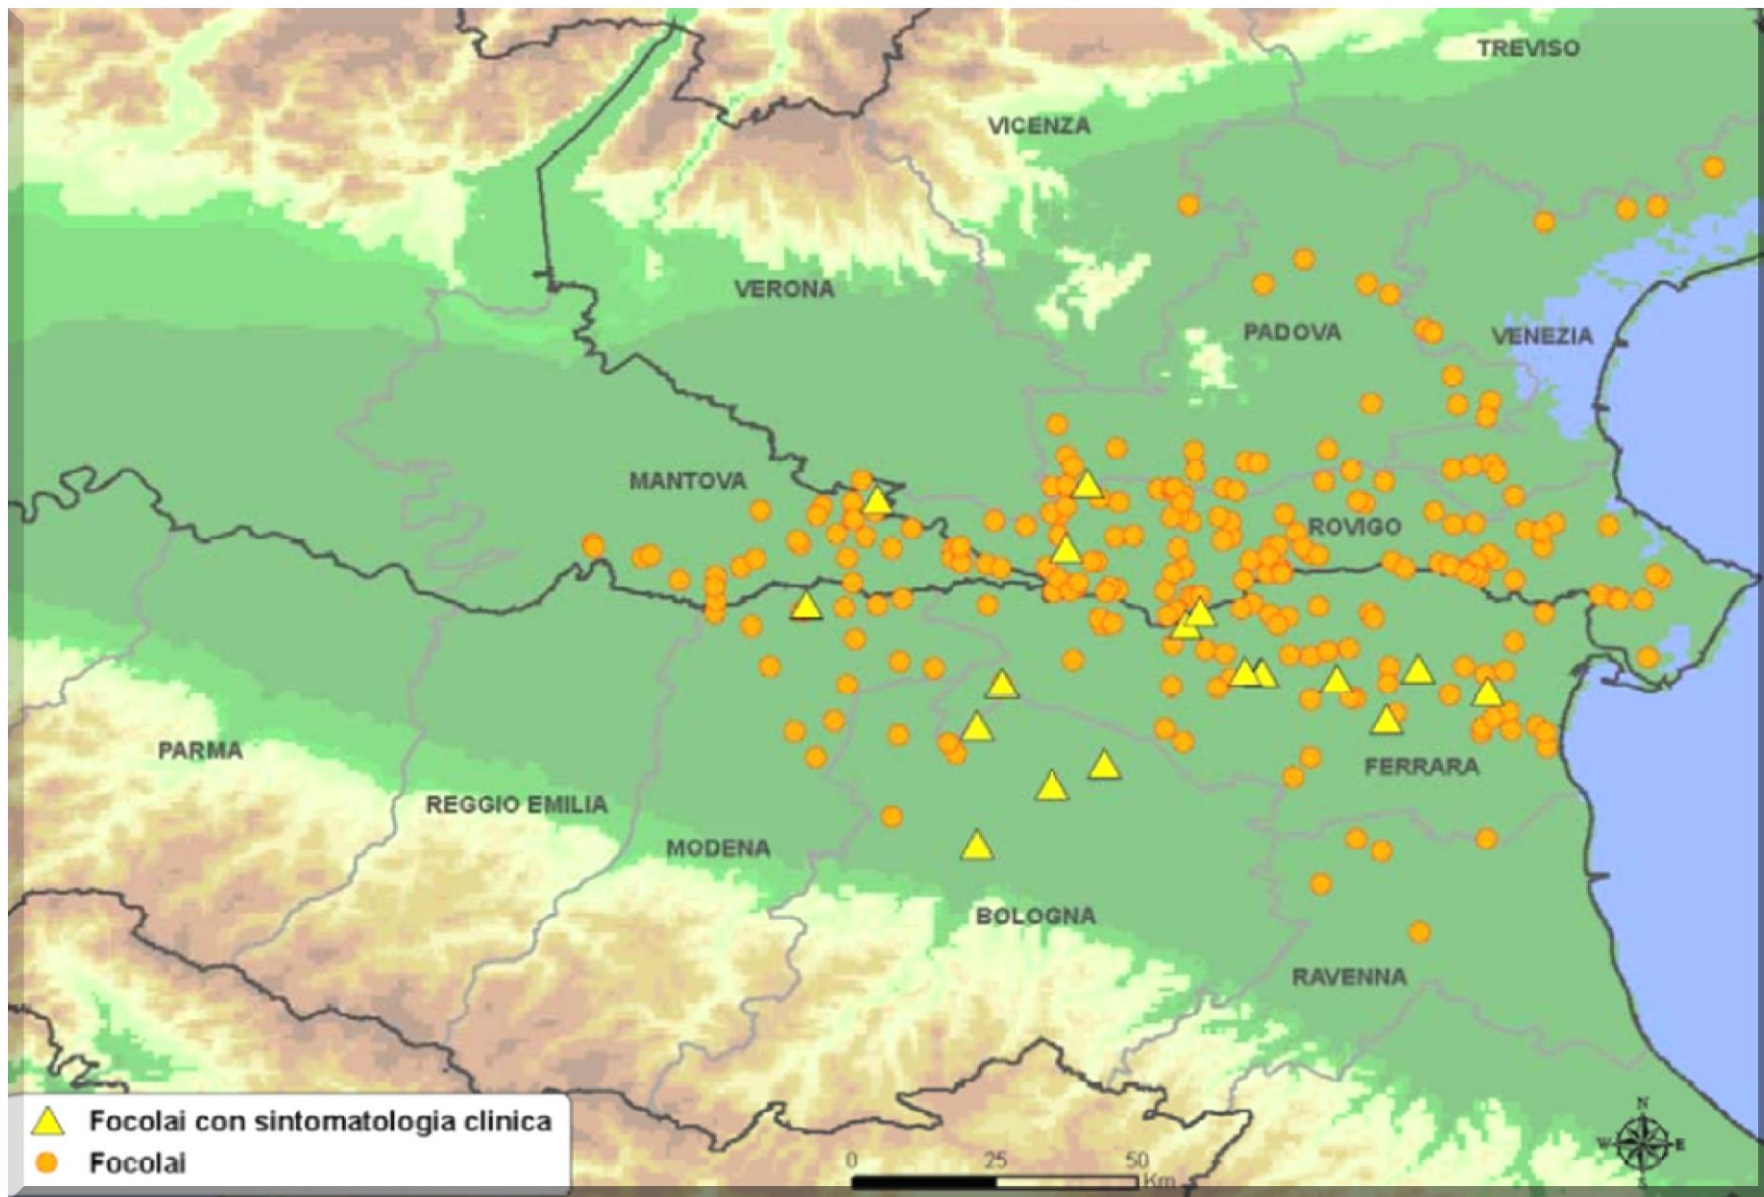 TREVISO
VICENZA
VERONA
PADOVA
VENEZIA
MANTOVA
ROVIGO
PARMA
FERRARA
REGGIO EMILIA
MODENA
BOLOGNA
RAVENNA
Focolai con sintomatologia clinica
Focolai
0 25 50
Km
N
W E
S